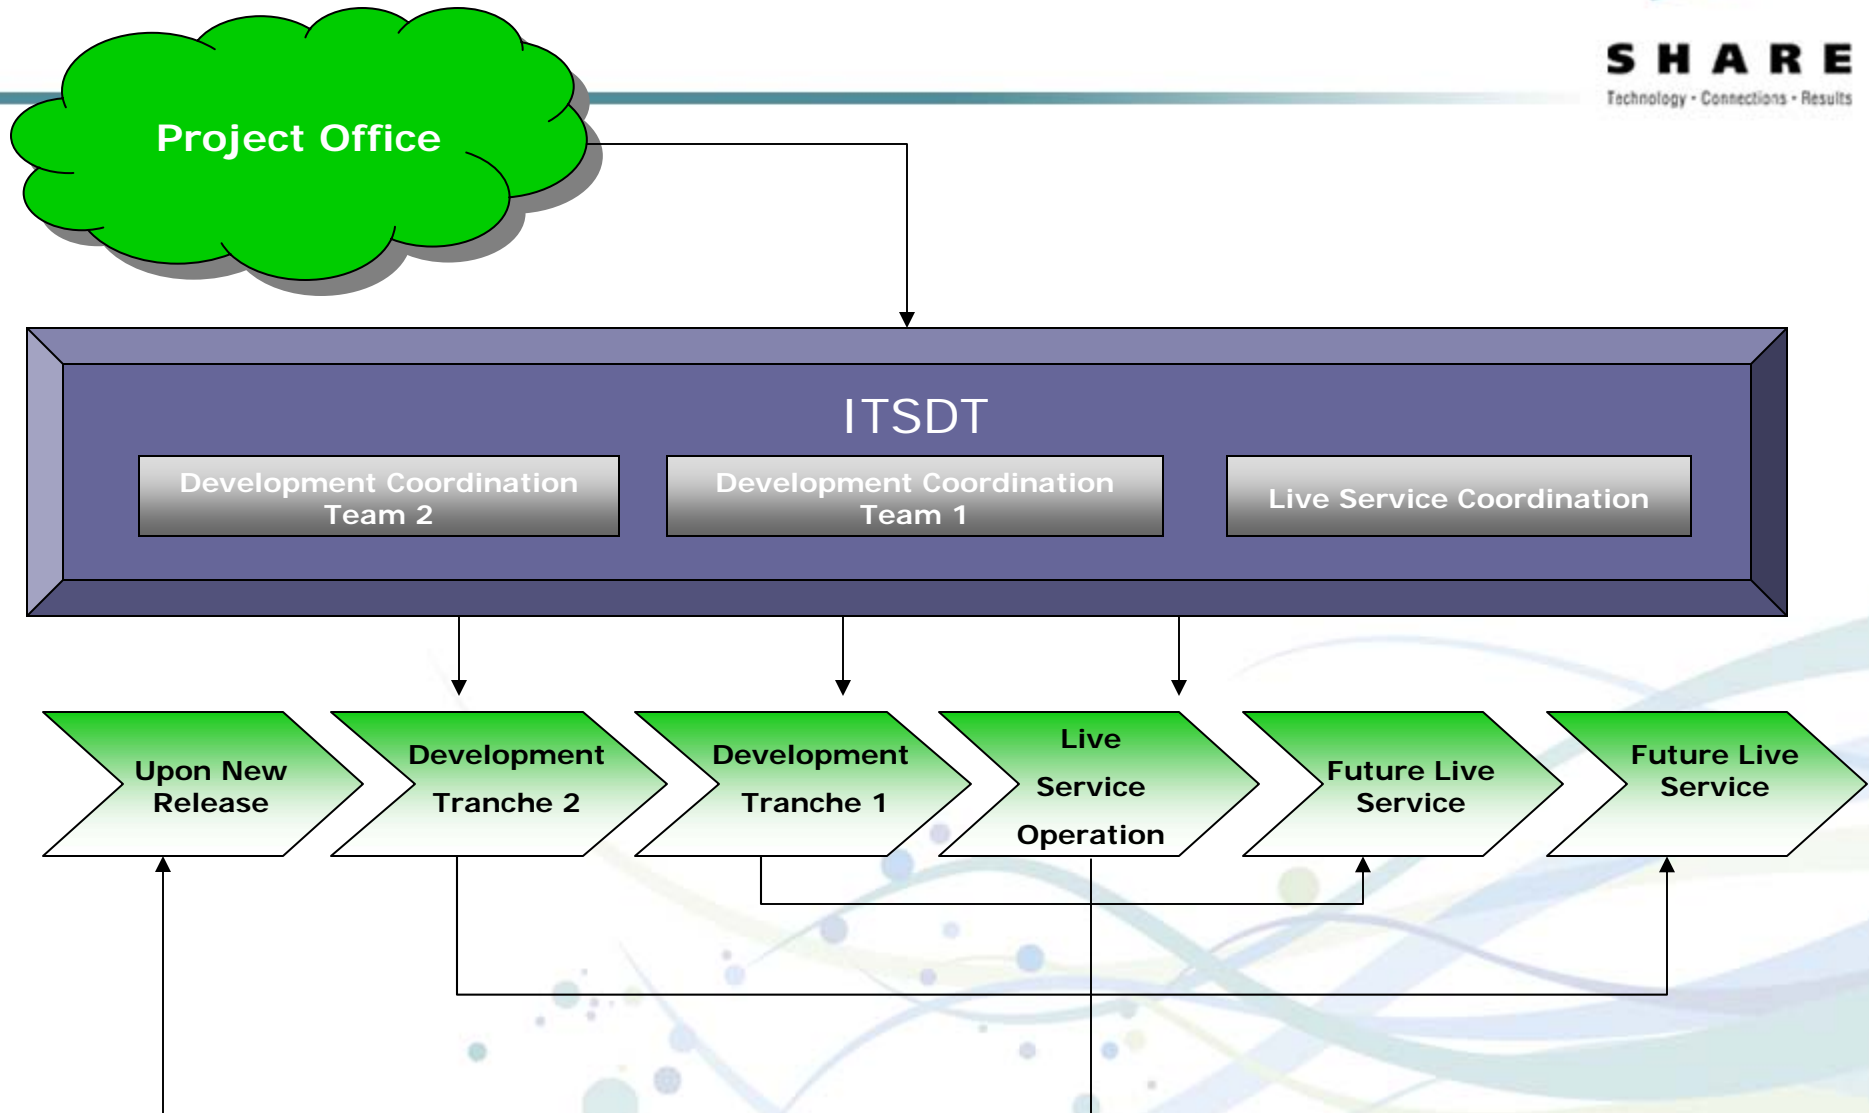 SHARE
Technology · Connections · Results
Project Office
ITSDT
Development Coordination
Team 2
Development Coordination
Team 1
Live Service Coordination
Upon New
Release
Development
Tranche 2
Development
Tranche 1
Live
Service
Operation
Future Live
Service
Future Live
Service